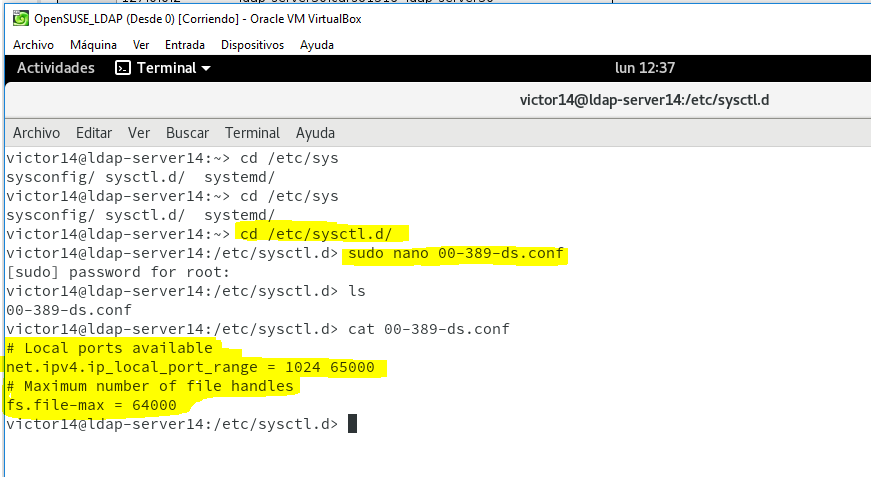 OpenSUSE_LDAP (Desde 0) [Corriendo] - Oracle VM VirtualBox
Archivo Máquina Ver Entrada Dispositivos Ayuda
Actividades Terminal lun 12:37
victor14@ldap-server14:/etc/sysctl.d
Archivo Editar Ver Buscar Terminal Ayuda
victor14@ldap-server14:~> cd /etc/sys
sysconfig/ sysctl.d/ systemd/
victor14@ldap-server14:~> cd /etc/sys
sysconfig/ sysctl.d/ systemd/
victor14@ldap-server14:~> cd /etc/sysctl.d/
victor14@ldap-server14:/etc/sysctl.d> sudo nano 00-389-ds.conf
[sudo] password for root:
victor14@ldap-server14:/etc/sysctl.d> ls
00-389-ds.conf
victor14@ldap-server14:/etc/sysctl.d> cat 00-389-ds.conf
# Local ports available
net.ipv4.ip_local_port_range = 1024 65000
# Maximum number of file handles
fs.file-max = 64000
victor14@ldap-server14:/etc/sysctl.d>